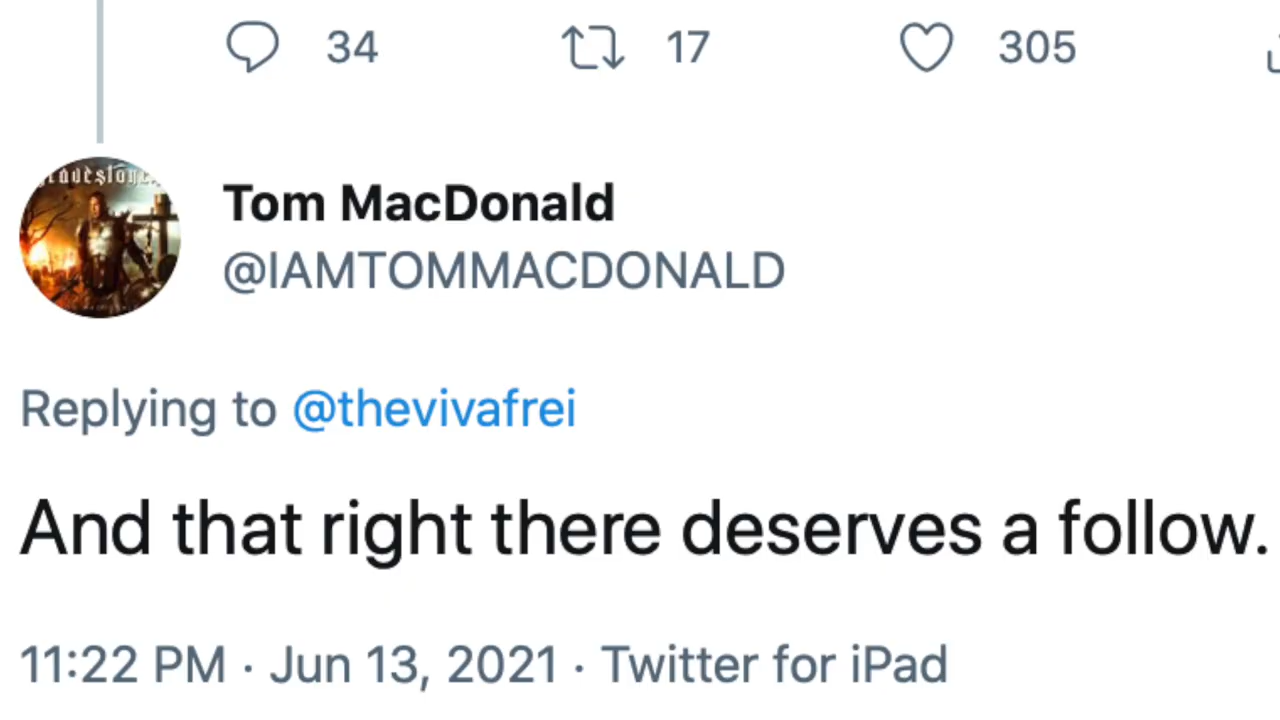 34 17 305
Tom MacDonald
@IAMTOMMACDONALD
Replying to @thevivafrei
And that right there deserves a follow.
11:22 PM · Jun 13, 2021 · Twitter for iPad